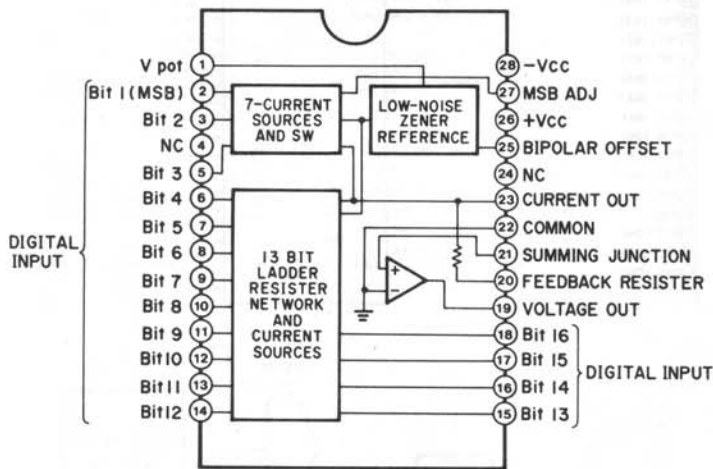 V pot 1
Bit 1 (MSB) 2
Bit 2 3
NC 4
Bit 3 5
Bit 4 6
Bit 5 7
Bit 6 8
Bit 7 9
Bit 8 10
Bit 9 11
Bit10 12
Bit11 13
Bit12 14
DIGITAL
INPUT
7-CURRENT
SOURCES
AND SW
LOW-NOISE
ZENER
REFERENCE
13 BIT
LADDER
RESISTER
NETWORK
AND
CURRENT
SOURCES
+
−
28 -Vcc
27 MSB ADJ
26 +Vcc
25 BIPOLAR OFFSET
24 NC
23 CURRENT OUT
22 COMMON
21 SUMMING JUNCTION
20 FEEDBACK RESISTER
19 VOLTAGE OUT
18 Bit 16
17 Bit 15
16 Bit 14
15 Bit 13
DIGITAL INPUT